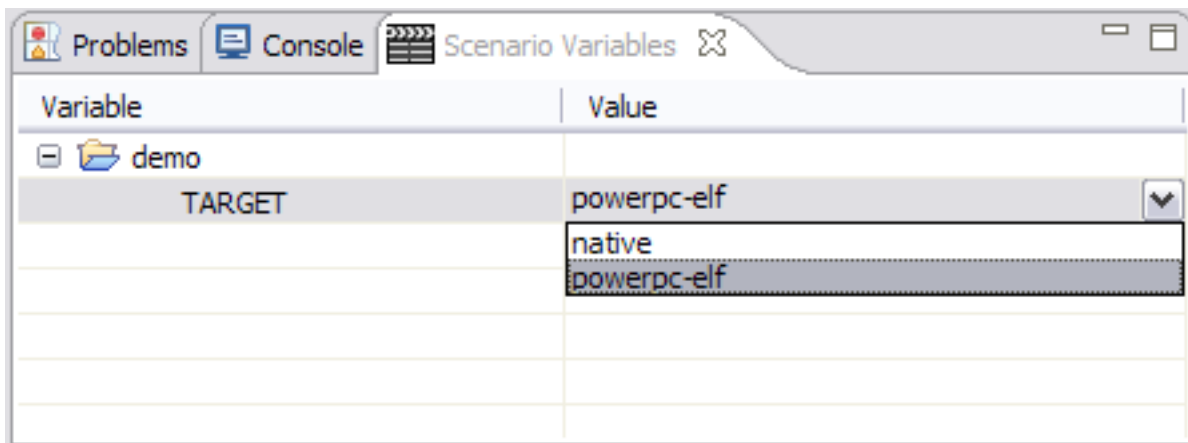 Problems Console Scenario Variables
Variable Value
demo
TARGET powerpc-elf
native
powerpc-elf